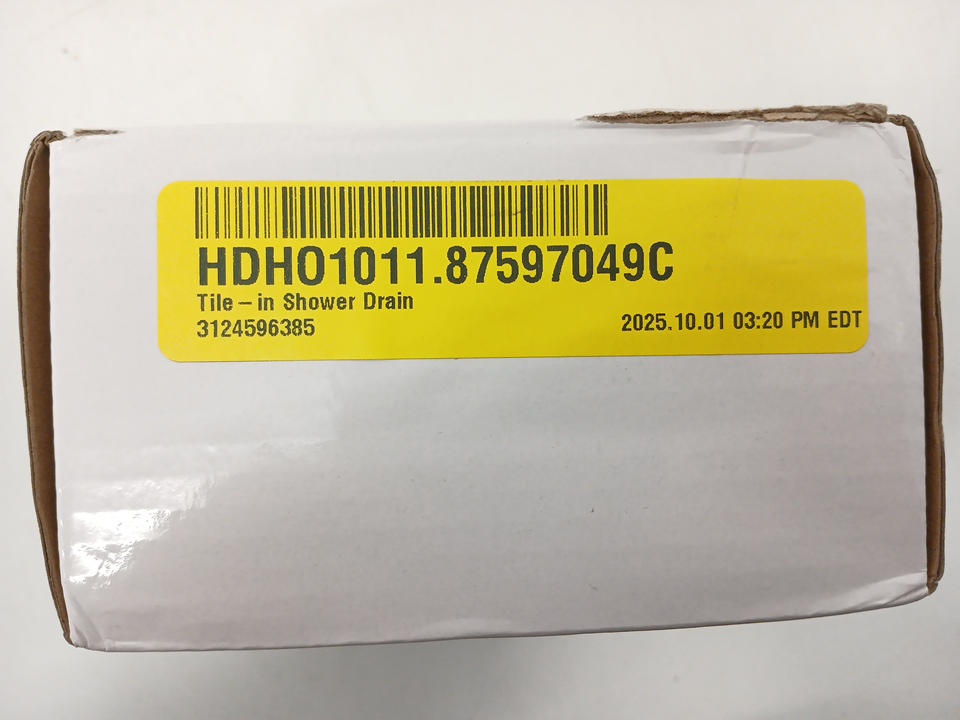 HDHO1011.87597049C
Tile – in Shower Drain
3124596385
2025.10.01 03:20 PM EDT